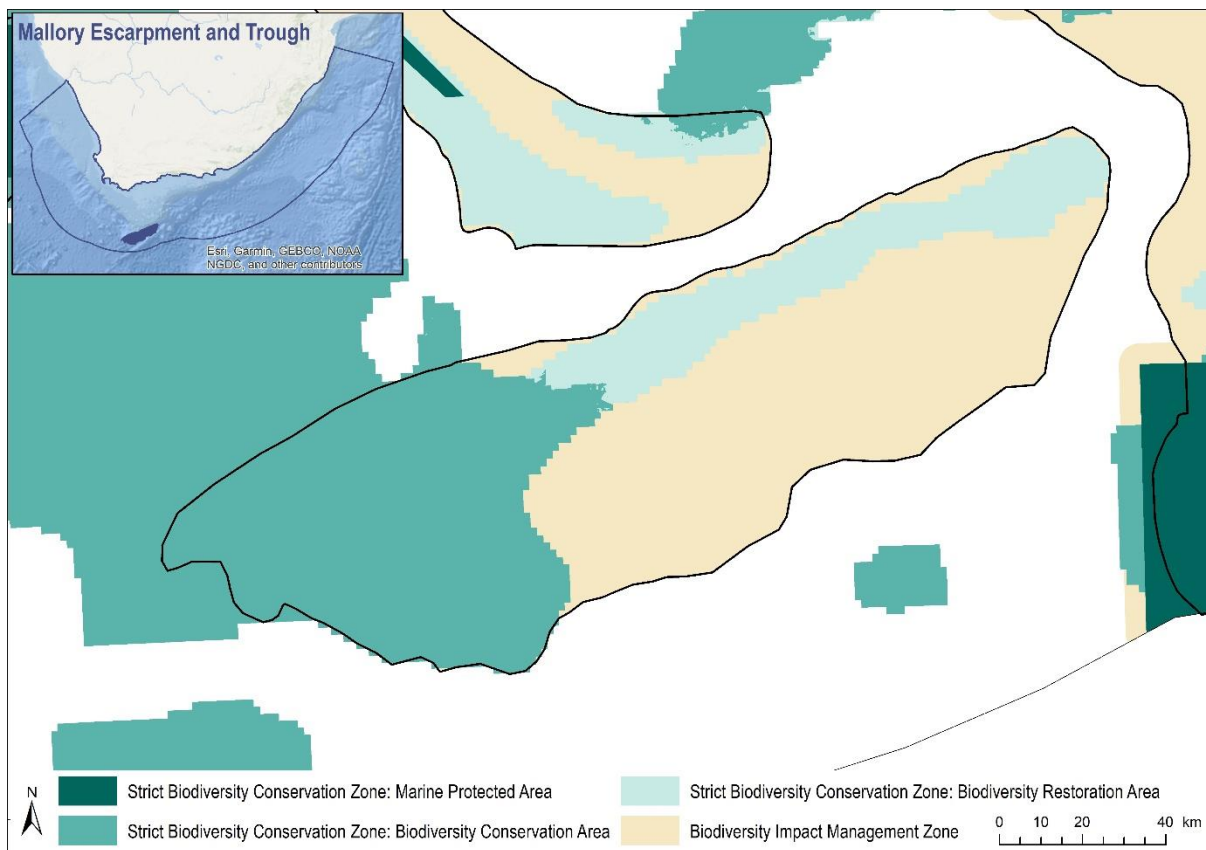 Mallory Escarpment and Trough
Esri, Garmin, GEBCO, NOAA
NGDC, and other contributors
N
Strict Biodiversity Conservation Zone: Marine Protected Area
Strict Biodiversity Conservation Zone: Biodiversity Restoration Area
Strict Biodiversity Conservation Zone: Biodiversity Conservation Area
Biodiversity Impact Management Zone
0 10 20 40 km